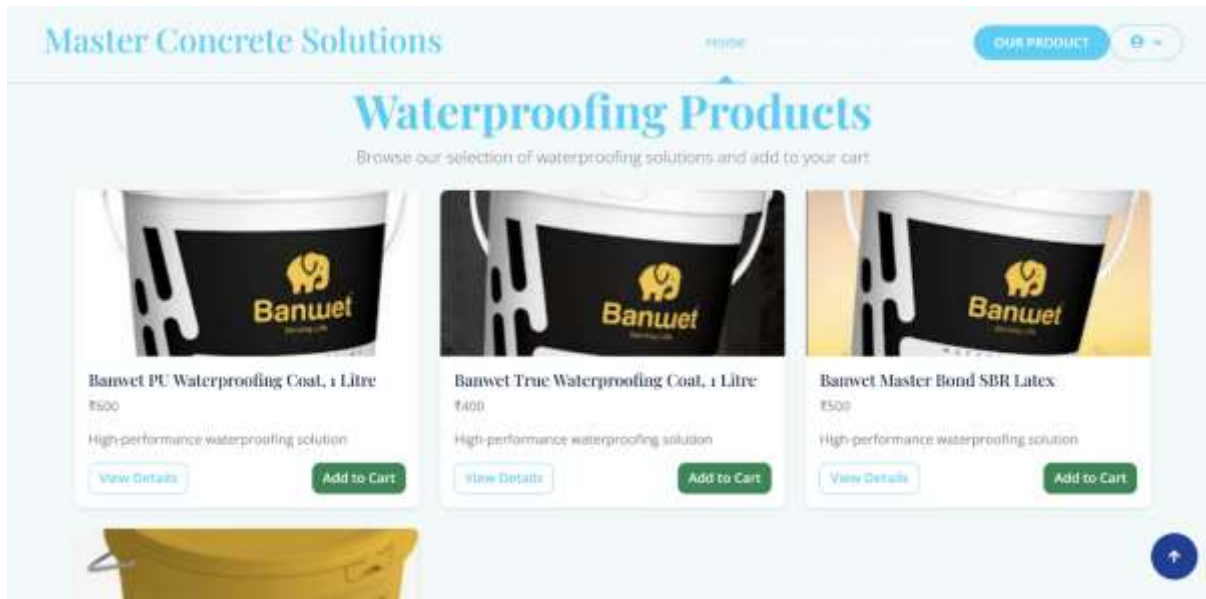 Master Concrete Solutions
Home
OUR PRODUCT
Waterproofing Products
Browse our selection of waterproofing solutions and add to your cart
Banwet
Banwet
Banwet
Banwet PU Waterproofing Coat, 1 Litre
₹600
High-performance waterproofing solution
View Details
Add to Cart
Banwet True Waterproofing Coat, 1 Litre
₹400
High-performance waterproofing solution
View Details
Add to Cart
Banwet Master Bond SBR Latex
₹500
High-performance waterproofing solution
View Details
Add to Cart